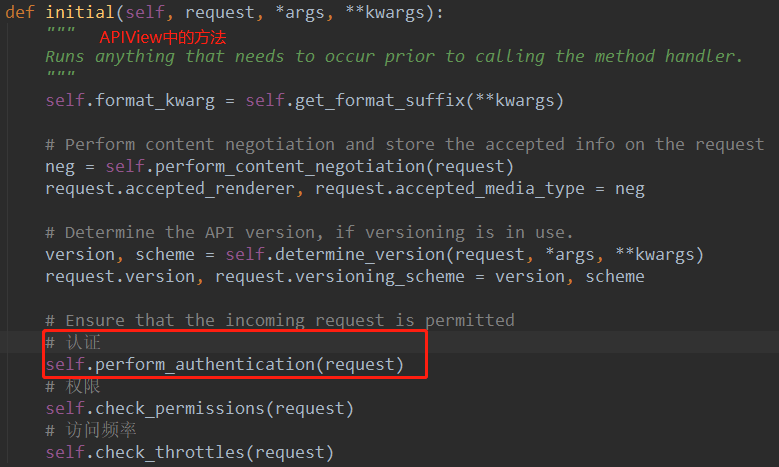 def initial(self, request, *args, **kwargs):
"""
APIView中的方法
Runs anything that needs to occur prior to calling the method handler.
"""
self.format_kwarg = self.get_format_suffix(**kwargs)
# Perform content negotiation and store the accepted info on the request
neg = self.perform_content_negotiation(request)
request.accepted_renderer, request.accepted_media_type = neg
# Determine the API version, if versioning is in use.
version, scheme = self.determine_version(request, *args, **kwargs)
request.version, request.versioning_scheme = version, scheme
# Ensure that the incoming request is permitted
# 认证
self.perform_authentication(request)
# 权限
self.check_permissions(request)
# 访问频率
self.check_throttles(request)